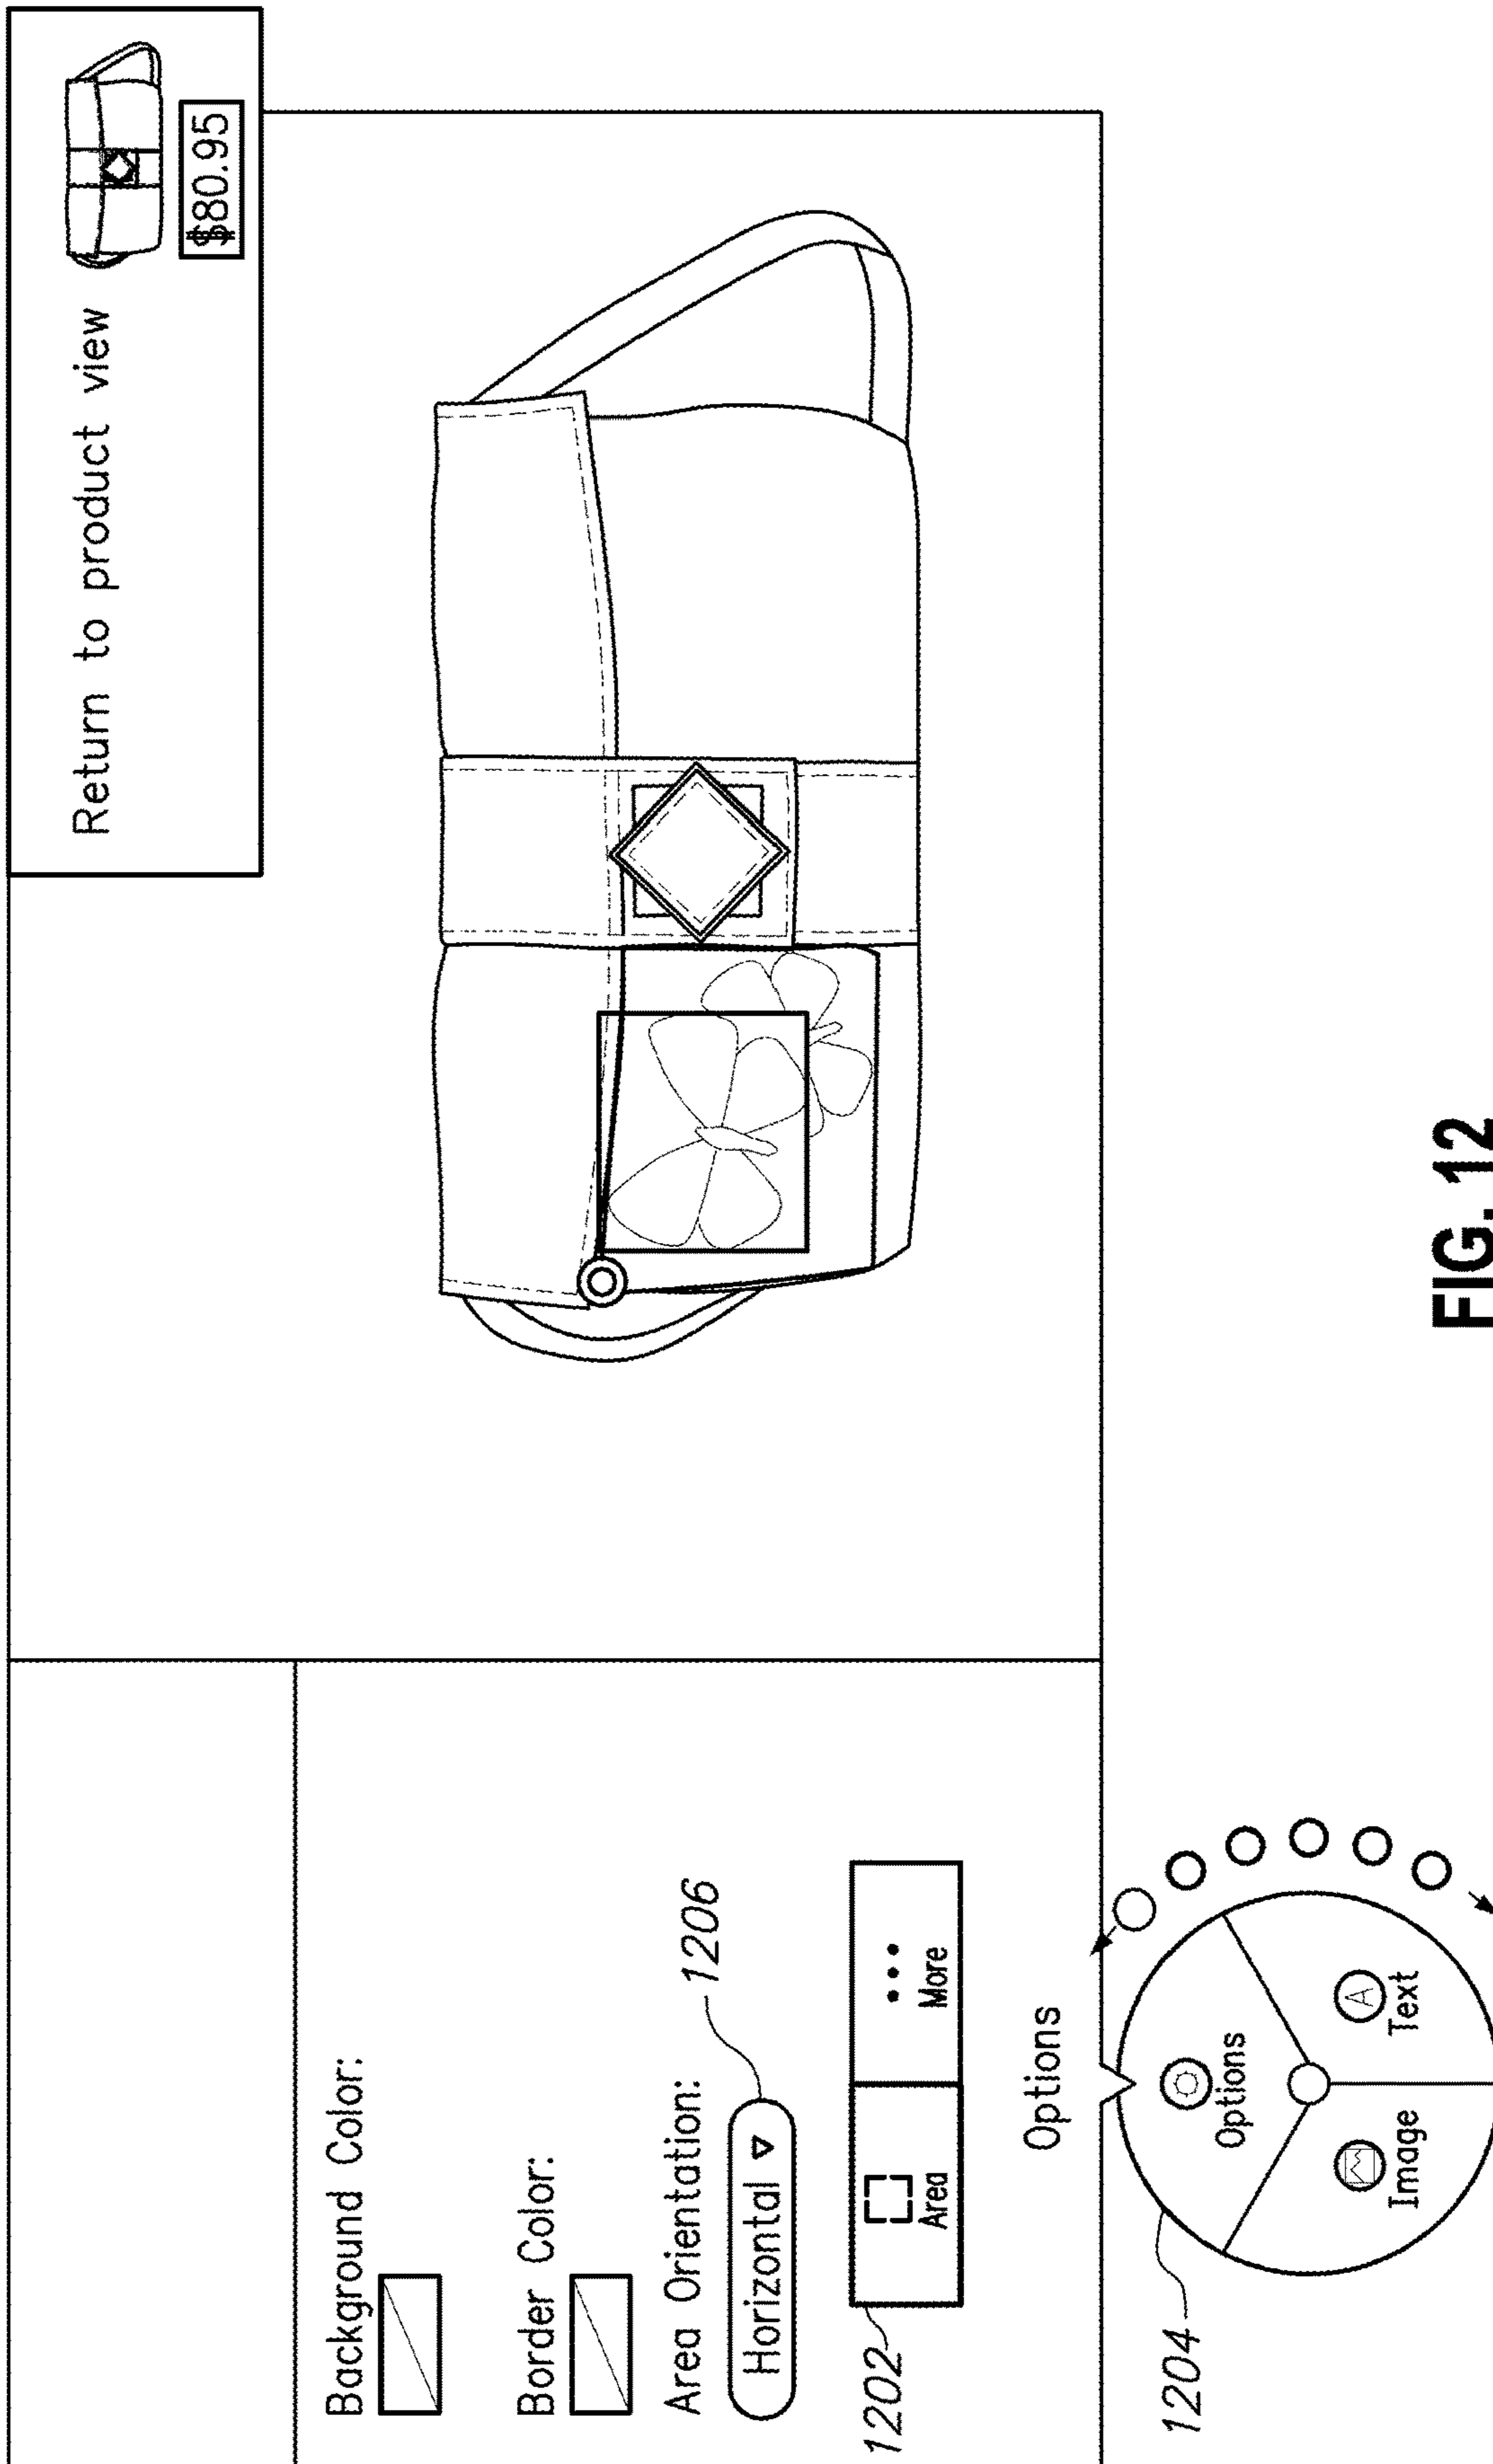 Return to product view
$80.95
Background Color:
Border Color:
Area Orientation:
Horizontal
1206
1202
Area
More
Options
1204
Options
Image
A
Text
FIG. 12